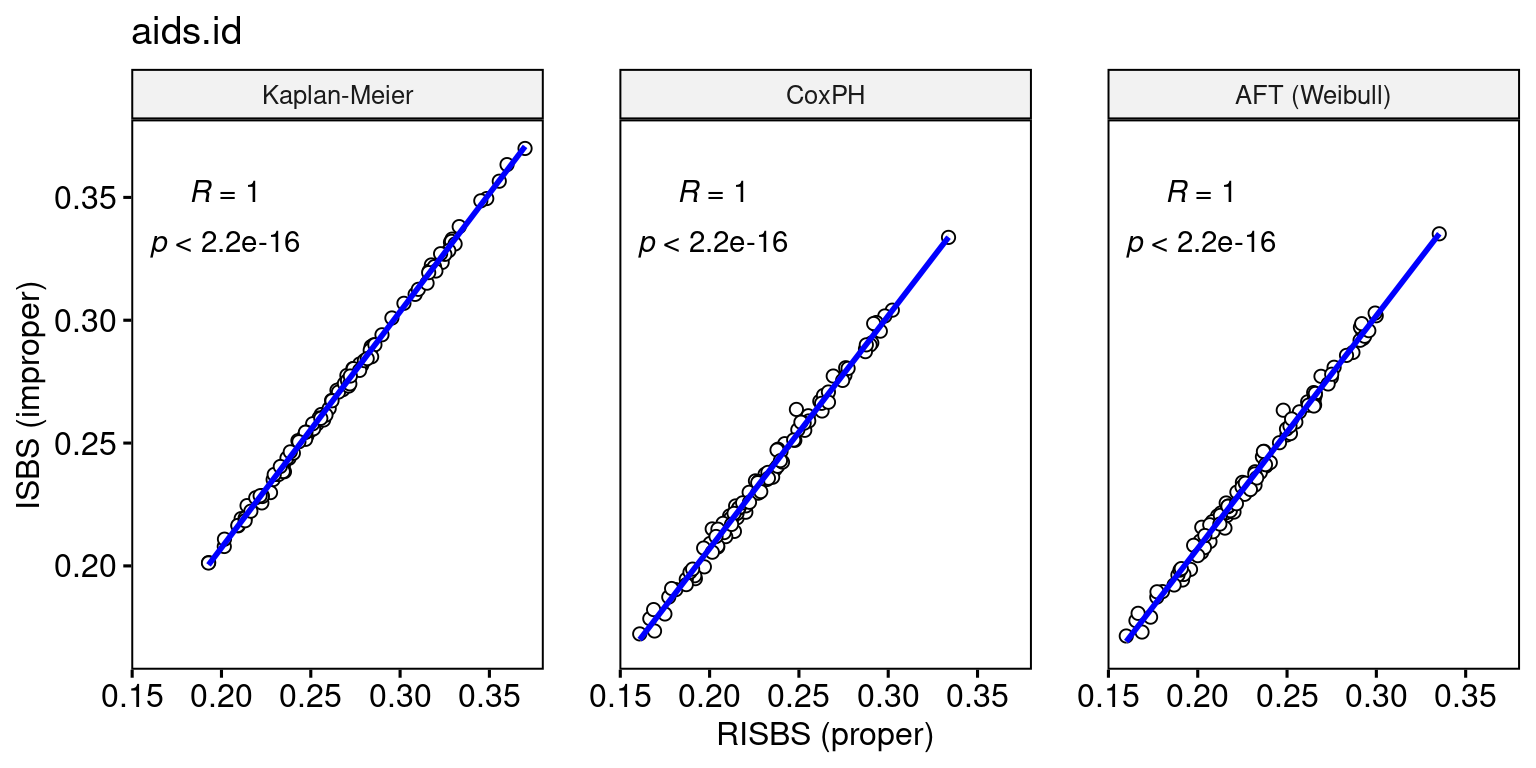 aids.id
Kaplan-Meier
CoxPH
AFT (Weibull)
R = 1
p < 2.2e-16
R = 1
p < 2.2e-16
R = 1
p < 2.2e-16
ISBS (improper)
0.35
0.30
0.25
0.20
0.15 0.20 0.25 0.30 0.35
0.15 0.20 0.25 0.30 0.35
0.15 0.20 0.25 0.30 0.35
RISBS (proper)